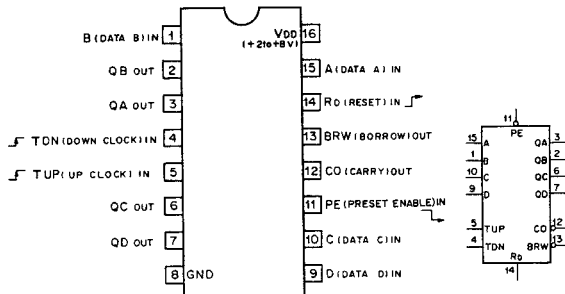 B(DATA B)IN 1
QB OUT 2
QA OUT 3
TDN(DOWN CLOCK)IN 4
TUP(UP CLOCK)IN 5
QC OUT 6
QD OUT 7
8 GND
VDD 16
(+2to+8V)
15 A(DATA A)IN
14 RD(RESET)IN
13 BRW(BORROW)OUT
12 CO(CARRY)OUT
11 PE(PRESET ENABLE)IN
10 C(DATA C)IN
9 D(DATA D)IN
11
PE
15 A QA 3
1 B QB 2
10 C QC 6
9 D QD 7
5 TUP CO 12
4 TDN BRW 13
RD
14